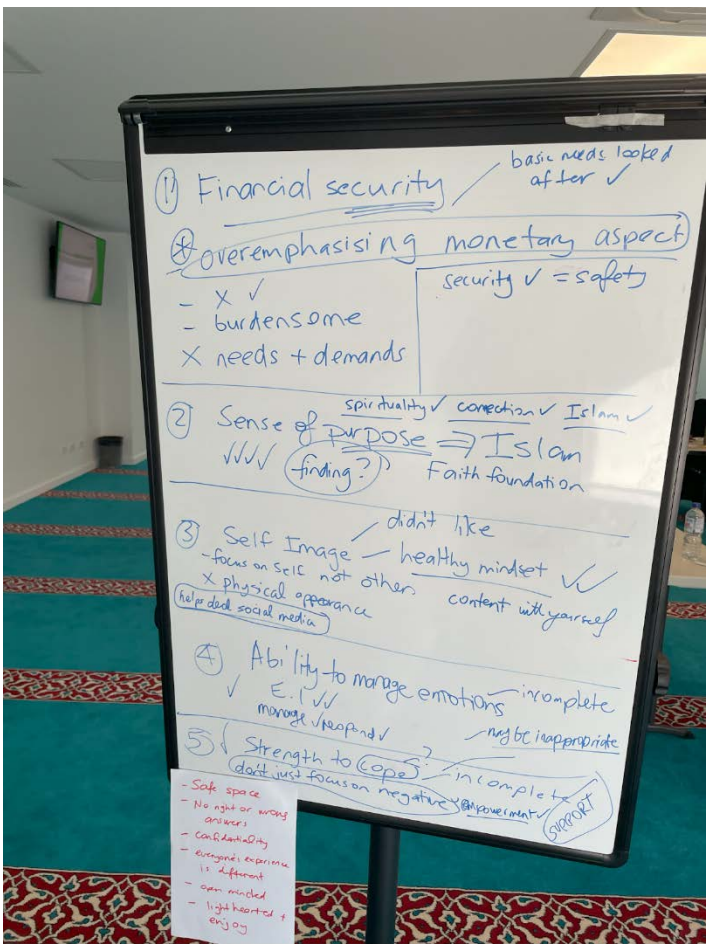 ① Financial security
basic needs looked
after ✓
* overemphasising monetary aspect
- X ✓
- burdensome
X needs + demands
security ✓ = safety
spirituality ✓ connection ✓ Islam ✓
② Sense of purpose ⇒ Islam
✓✓✓✓ finding?
Faith foundation
③ Self Image
didn't like
healthy mindset ✓✓
content with yourself
- focus on self not other.
X physical appearance
helps deal social media
④ Ability to manage emotions - incomplete
✓ E.I ✓✓
manage ✓ respond ✓
may be inappropriate
5) Strength to cope? - incomplete
don't just focus on negative
empowerment ✓
SUPPORT
- Safe space
- No right or wrong
answers
- Confidentiality
- everyone's experience
is different
- open minded
- light hearted +
enjoy